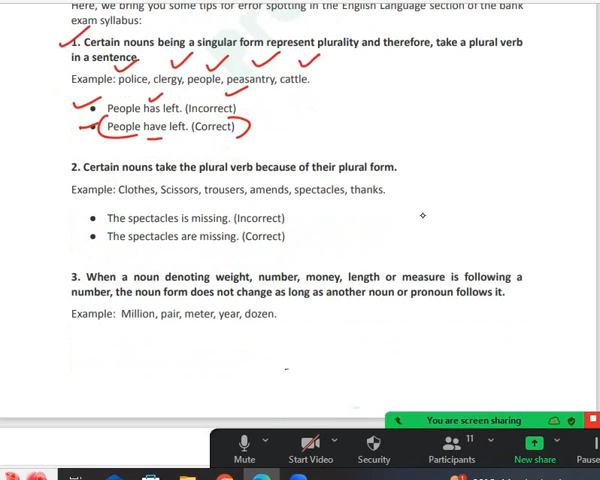 Here, we bring you some tips for error spotting in the English Language section of the bank
exam syllabus:
1. Certain nouns being a singular form represent plurality and therefore, take a plural verb
in a sentence.
Example: police, clergy, people, peasantry, cattle.
• People has left. (Incorrect)
• People have left. (Correct)
2. Certain nouns take the plural verb because of their plural form.
Example: Clothes, Scissors, trousers, amends, spectacles, thanks.
• The spectacles is missing. (Incorrect)
• The spectacles are missing. (Correct)
3. When a noun denoting weight, number, money, length or measure is following a
number, the noun form does not change as long as another noun or pronoun follows it.
Example: Million, pair, meter, year, dozen.
You are screen sharing
11
Mute
Start Video
Security
Participants
New share
Pause